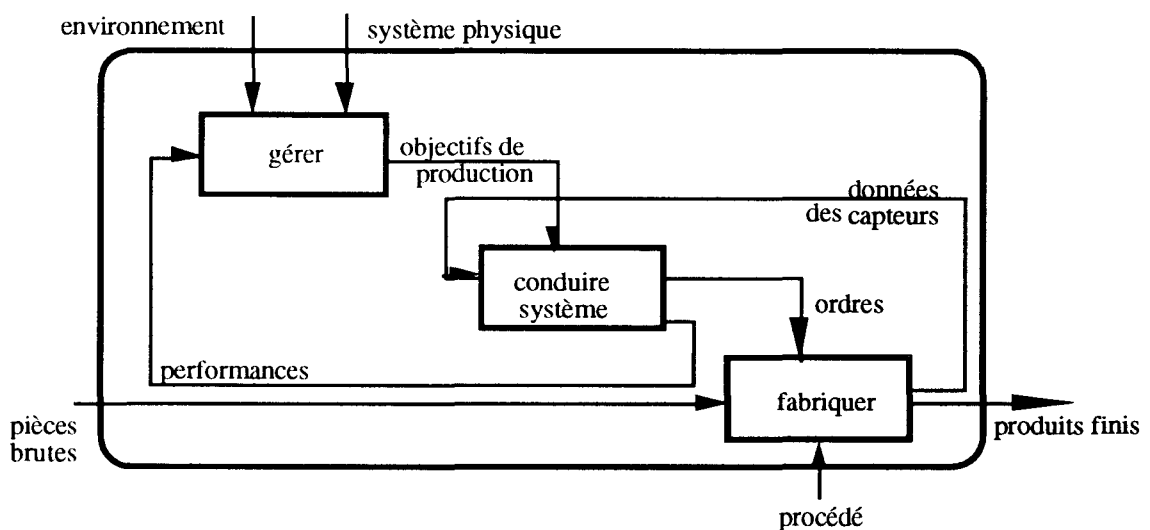 environnement
système physique
gérer
objectifs de
production
données
des capteurs
conduire
système
ordres
performances
fabriquer
pièces
brutes
produits finis
procédé